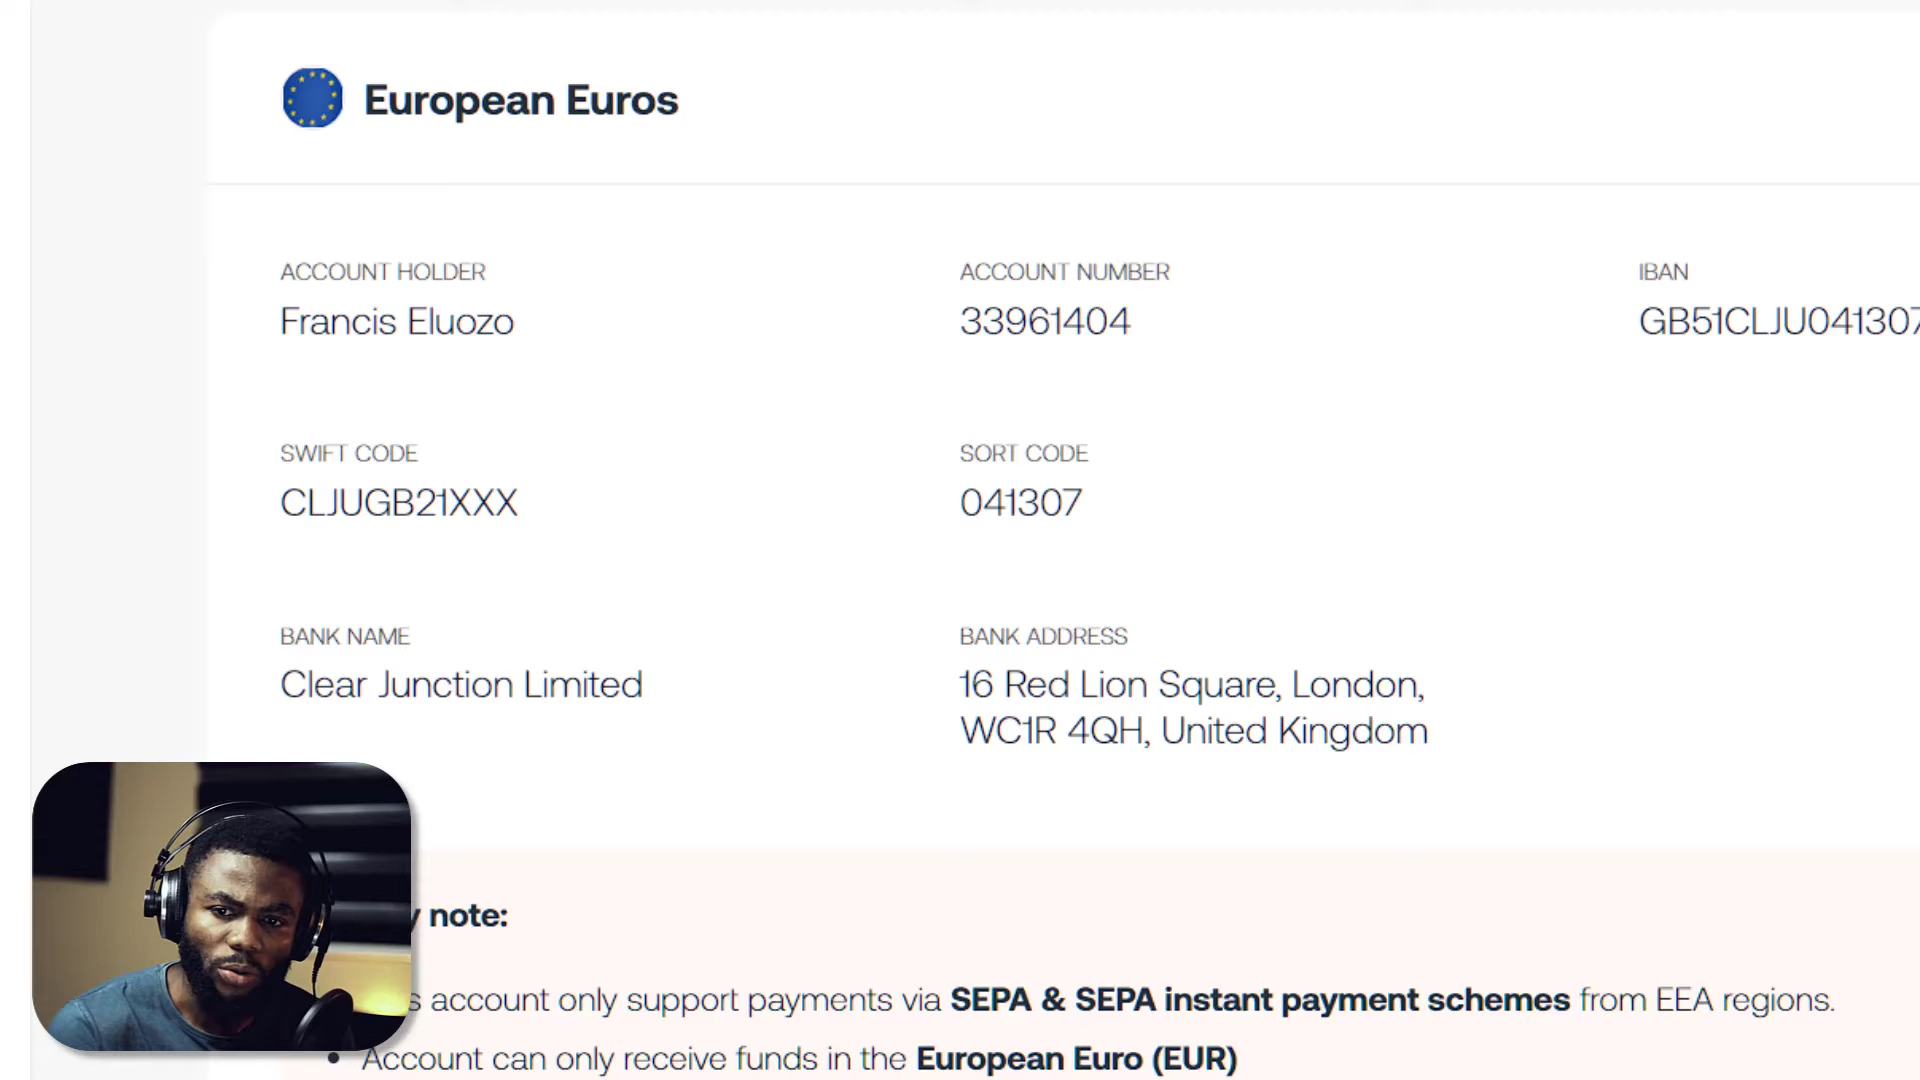 European Euros
ACCOUNT HOLDER
Francis Eluozo
ACCOUNT NUMBER
33961404
IBAN
GB51CLJU041307
SWIFT CODE
CLJUGB21XXX
SORT CODE
041307
BANK NAME
Clear Junction Limited
BANK ADDRESS
16 Red Lion Square, London,
WC1R 4QH, United Kingdom
note:
account only support payments via SEPA & SEPA instant payment schemes from EEA regions.
• Account can only receive funds in the European Euro (EUR)